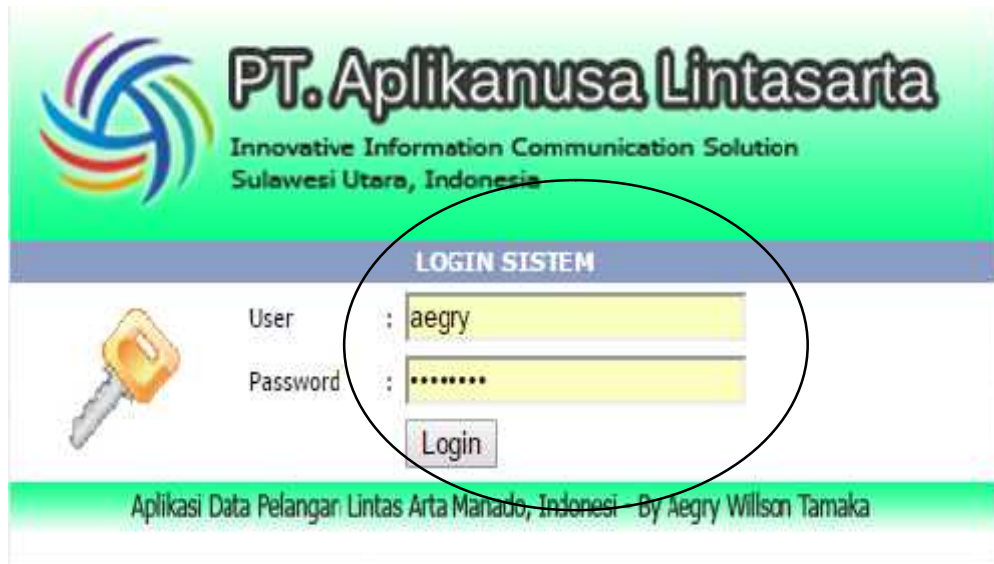 PT. Aplikanusa Lintasarta
Innovative Information Communication Solution
Sulawesi Utara, Indonesia
LOGIN SISTEM
User : aegry
Password : ••••••••
Login
Aplikasi Data Pelangan Lintas Arta Manado, Indonesi - By Aegry Willson Tamaka